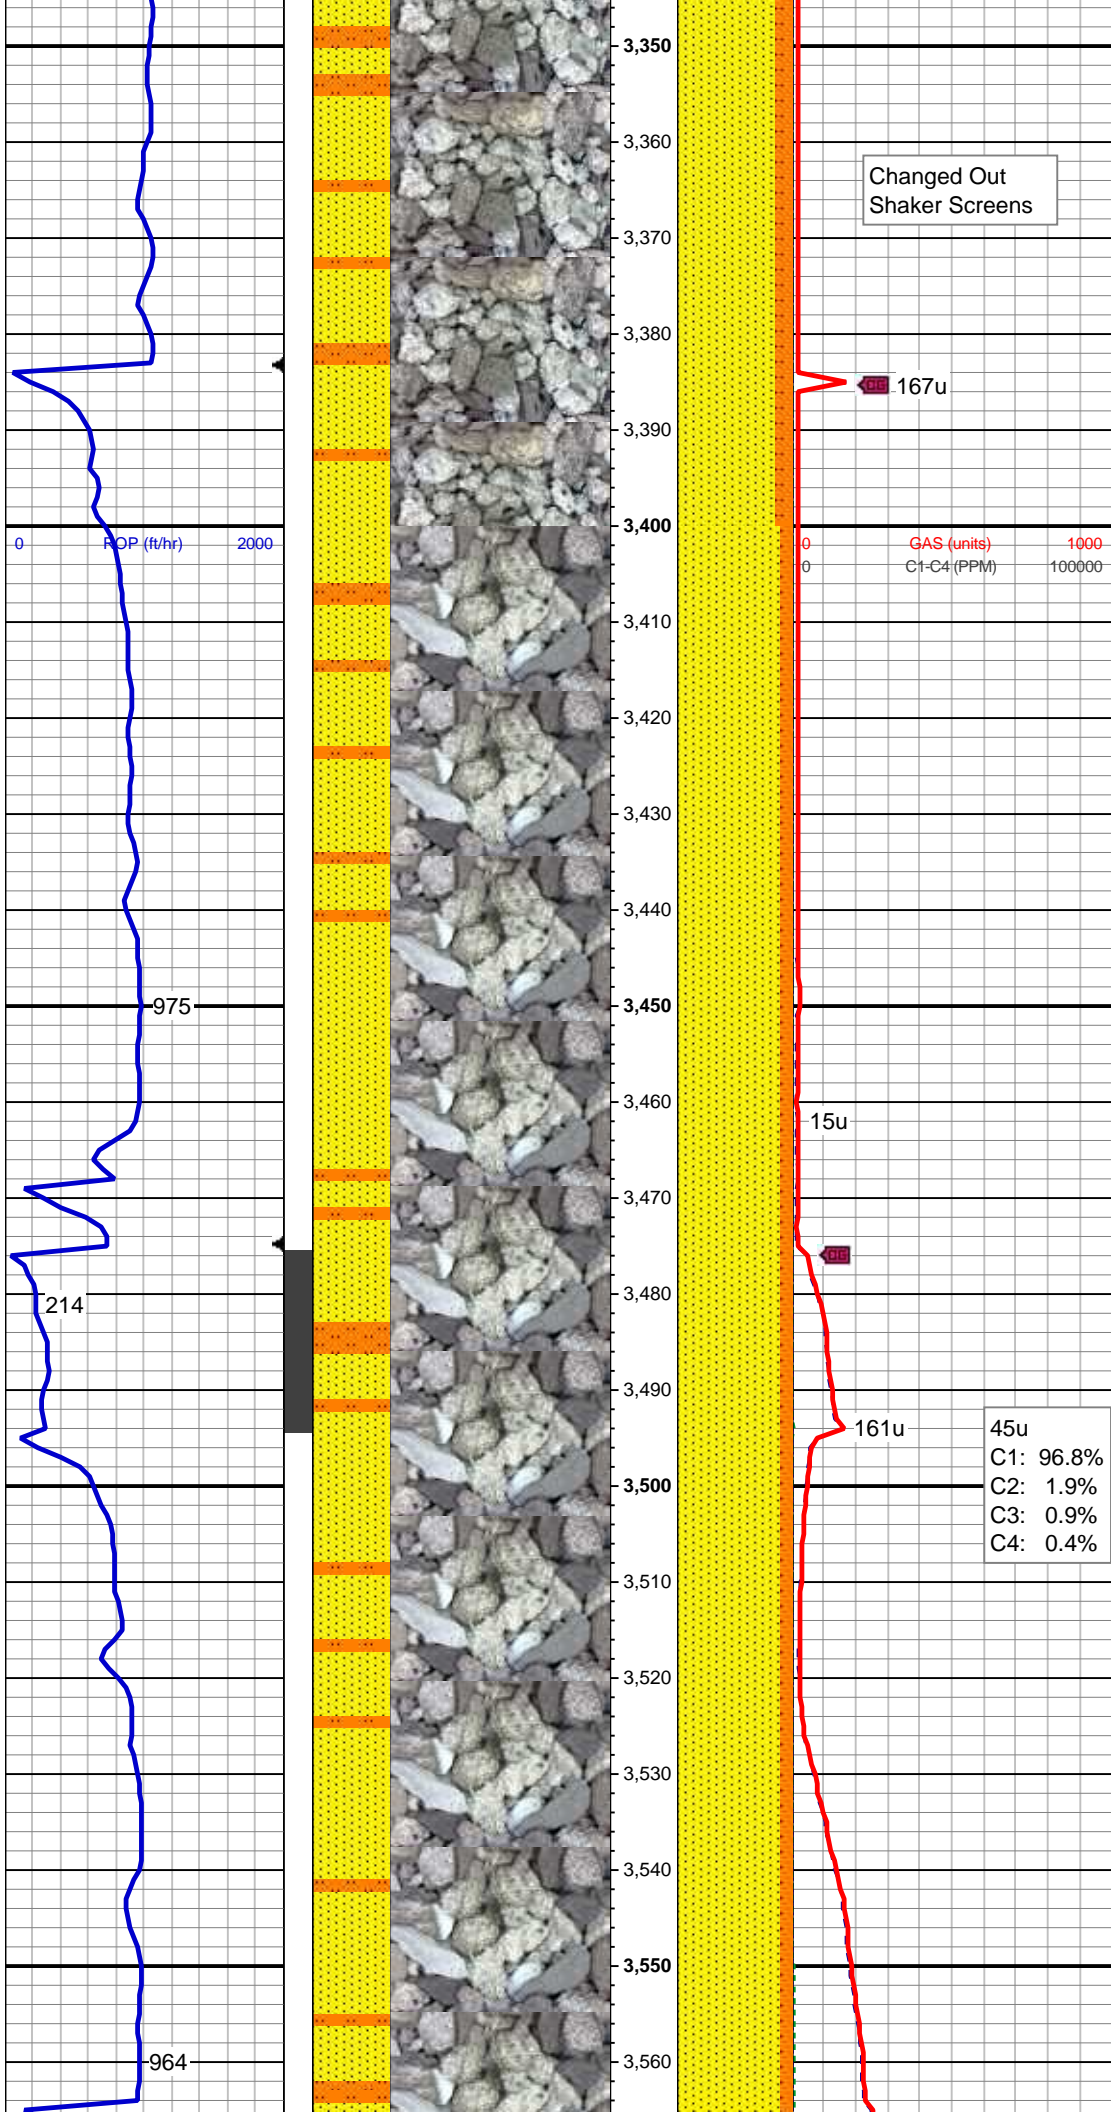 3,350
3,360
Changed Out
Shaker Screens
3,370
3,380
CG 167u
3,390
3,400
0 ROP (ft/hr) 2000
0 GAS (units) 1000
0 C1-C4 (PPM) 100000
3,410
3,420
3,430
3,440
975
3,450
3,460
15u
3,470
CG
3,480
214
3,490
161u
45u
C1: 96.8%
C2: 1.9%
C3: 0.9%
C4: 0.4%
3,500
3,510
3,520
3,530
3,540
3,550
964
3,560